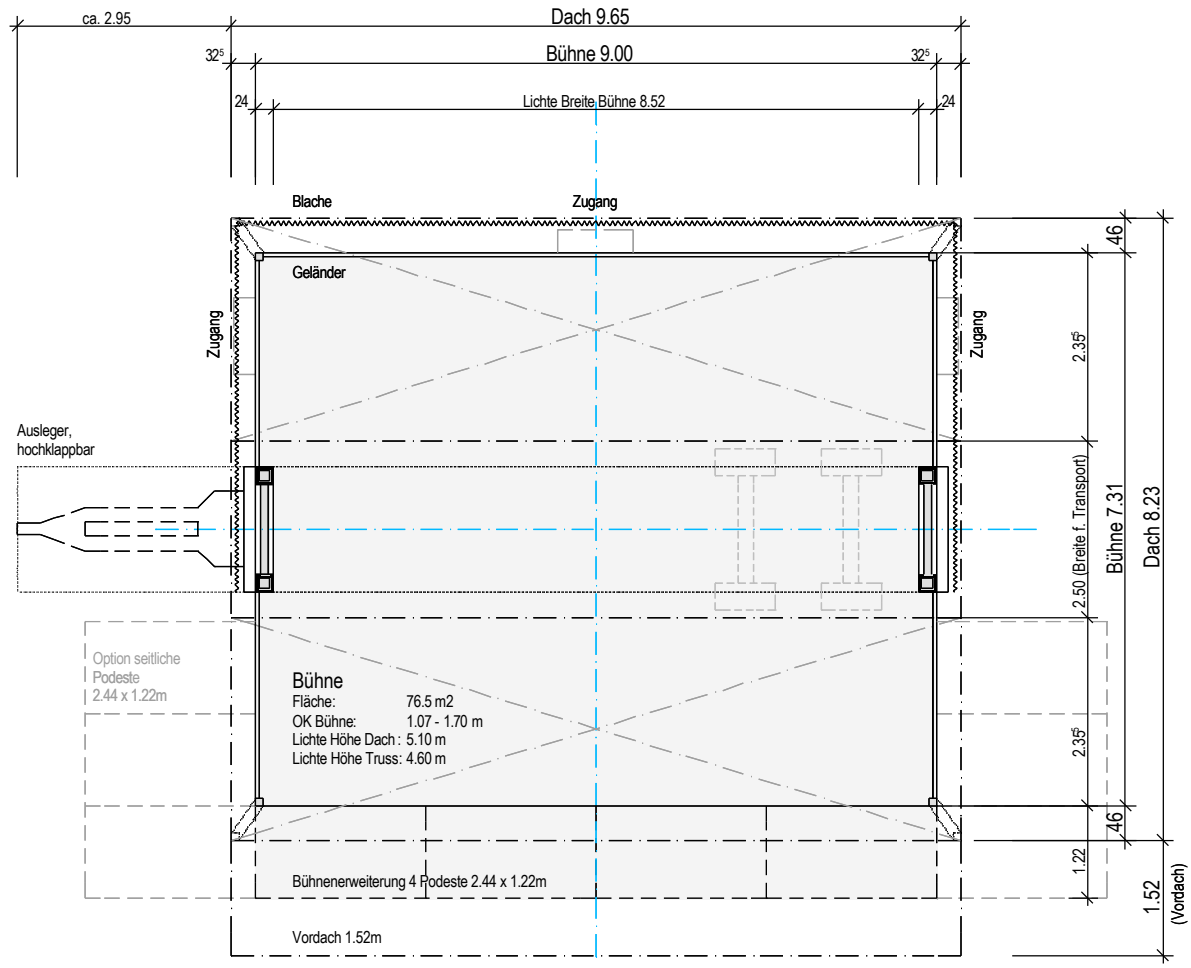 ca. 2.95
Dach 9.65
32⁵
Bühne 9.00
32⁵
24
Lichte Breite Bühne 8.52
24
Blache
Zugang
46
Geländer
Zugang
Zugang
2.35⁵
Ausleger,
hochklappbar
2.50 (Breite f. Transport)
Bühne 7.31
Dach 8.23
Option seitliche
Podeste
2.44 x 1.22m
Bühne
Fläche: 76.5 m2
OK Bühne: 1.07 - 1.70 m
Lichte Höhe Dach : 5.10 m
Lichte Höhe Truss: 4.60 m
2.35⁵
46
1.22
Bühnenerweiterung 4 Podeste 2.44 x 1.22m
1.52
(Vordach)
Vordach 1.52m